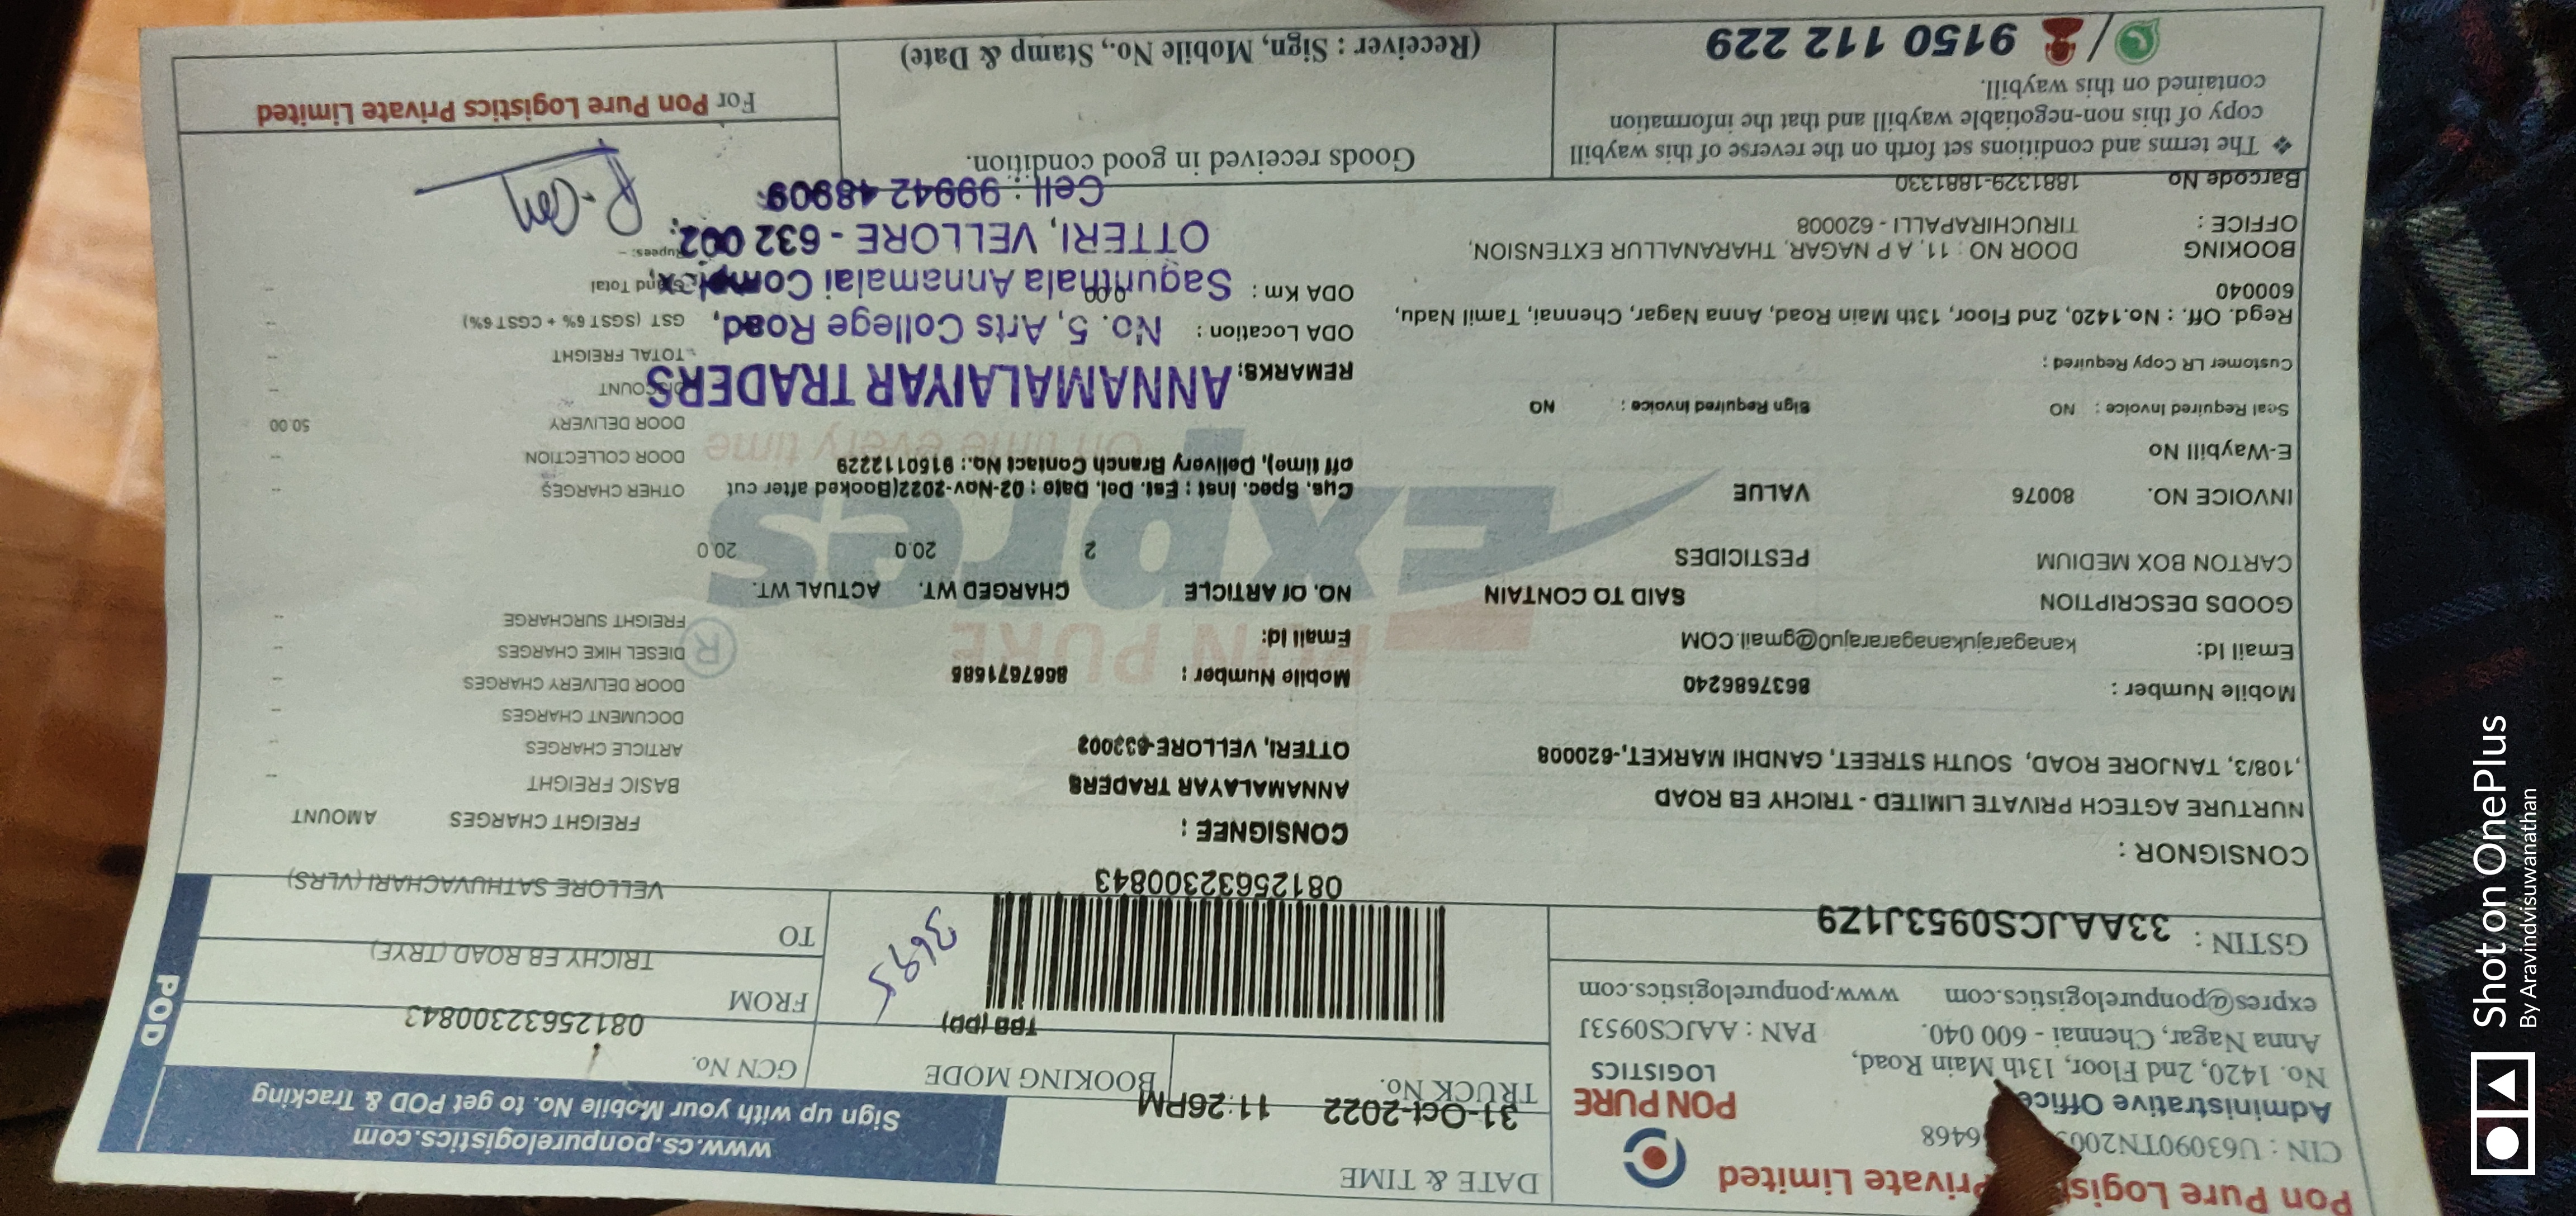 Pon Pure Logis Private Limited
CIN : U63090TN200 6468
Administrative Office
No. 1420, 2nd Floor, 13th Main Road,
Anna Nagar, Chennai - 600 040.
PAN : AAJCS0953J
expres@ponpurelogistics.com www.ponpurelogistics.com
GSTIN : 33AAJCS0953J1Z9
PON PURE
LOGISTICS
DATE & TIME
31-Oct-2022 11:26PM
TRUCK No.
BOOKING MODE
TBB (DD)
3695
08125632300843
www.cs.ponpurelogistics.com
Sign up with your Mobile No. to get POD & Tracking
GCN No.
08125632300843
FROM
TRICHY EB ROAD (TRYE)
TO
VELLORE SATHUVACHARI (VLRS)
POD
CONSIGNOR :
NURTURE AGTECH PRIVATE LIMITED - TRICHY EB ROAD
,108/3, TANJORE ROAD, SOUTH STREET, GANDHI MARKET,-620008
Mobile Number : 8637686240
Email Id: kanagarajukanagararaju0@gmail.COM
CONSIGNEE :
ANNAMALAYAR TRADERS
OTTERI, VELLORE-632002
Mobile Number :
Email Id:
GOODS DESCRIPTION SAID TO CONTAIN NO. Of ARTICLE CHARGED WT. ACTUAL WT.
CARTON BOX MEDIUM PESTICIDES 2 20.0 20.0
INVOICE NO. 80076 VALUE
E-Waybill No
Seal Required Invoice : NO Sign Required Invoice : NO
Customer LR Copy Required :
Regd. Off. : No.1420, 2nd Floor, 13th Main Road, Anna Nagar, Chennai, Tamil Nadu,
600040
BOOKING OFFICE : DOOR NO : 11, A P NAGAR, THARANALLUR EXTENSION,
TIRUCHIRAPALLI - 620008
Barcode No 1881329-1881330
Cus. Spec. Inst : Est. Del. Date : 02-Nov-2022(Booked after cut
off time), Delivery Branch Contact No.: 9150112229
REMARKS:
ODA Location :
ODA Km : 0.00
PON PURE
Expres
®
On time every time
ANNAMALAIYAR TRADERS
No. 5, Arts College Road,
Sagunthala Annamalai Complex,
OTTERI, VELLORE - 632 002.
Cell : 99942 48909
FREIGHT CHARGES AMOUNT
BASIC FREIGHT --
ARTICLE CHARGES --
DOCUMENT CHARGES --
DOOR DELIVERY CHARGES --
DIESEL HIKE CHARGES --
FREIGHT SURCHARGE --
OTHER CHARGES --
DOOR COLLECTION --
DOOR DELIVERY 50.00
DISCOUNT --
TOTAL FREIGHT --
GST (SGST 6% + CGST 6%) --
Grand Total --
Rupees: --
❖ The terms and conditions set forth on the reverse of this waybill
copy of this non-negotiable waybill and that the information
contained on this waybill.
9150 112 229
Goods received in good condition.
(Receiver : Sign, Mobile No., Stamp & Date)
For Pon Pure Logistics Private Limited
Shot on OnePlus
By Aravindvisuwanathan